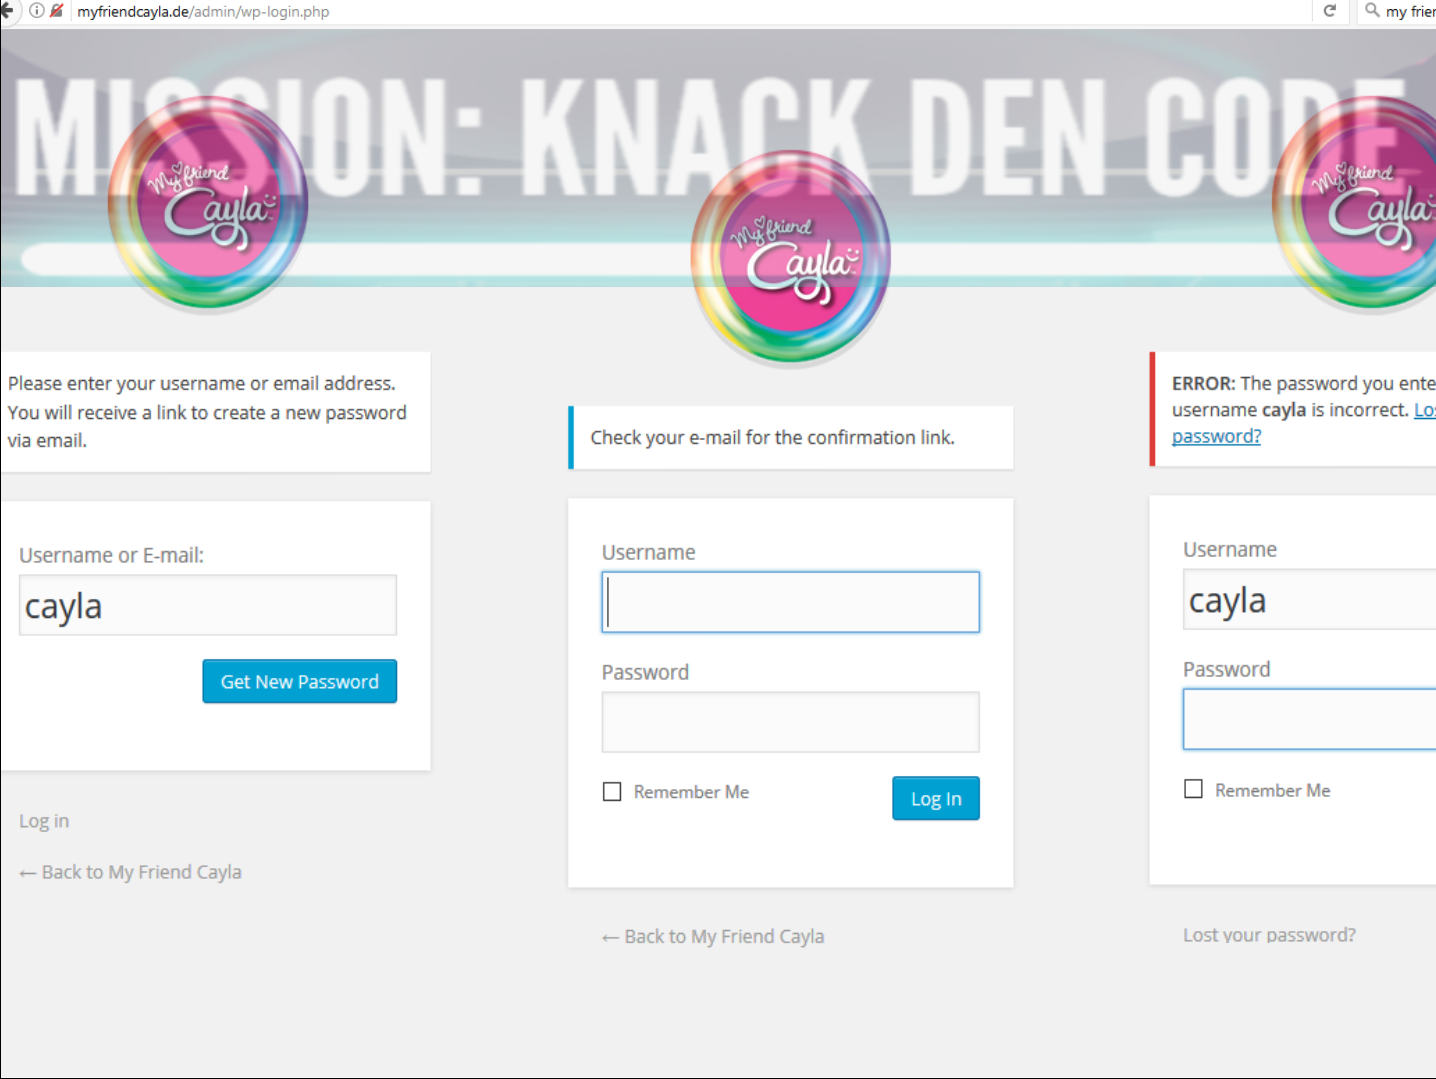 myfriendcayla.de/admin/wp-login.php
my frien
MISSION: KNACK DEN CODE
My friend
Cayla
My friend
Cayla
My friend
Cayla
Please enter your username or email address.
You will receive a link to create a new password
via email.
Username or E-mail:
cayla
Get New Password
Log in
← Back to My Friend Cayla
Check your e-mail for the confirmation link.
Username
Password
Remember Me
Log In
← Back to My Friend Cayla
ERROR: The password you ente
username cayla is incorrect. Los
password?
Username
cayla
Password
Remember Me
Lost your password?